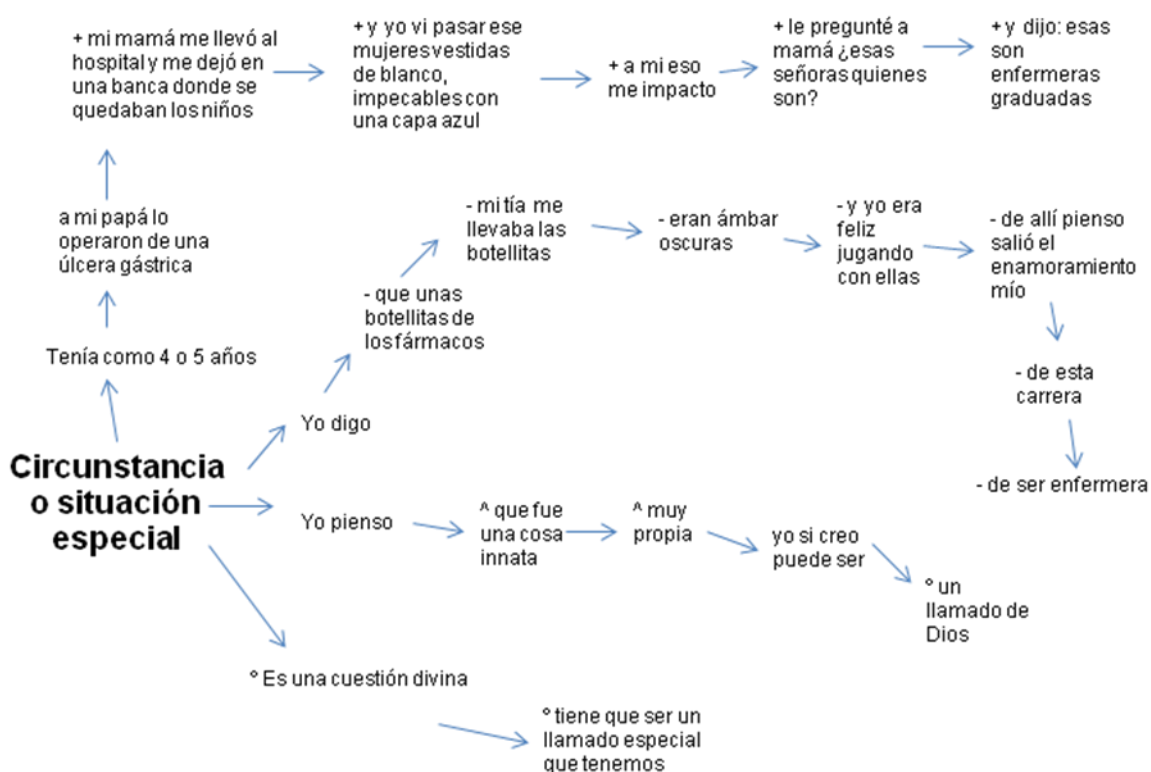 + mi mamá me llevó al
hospital y me dejó en
una banca donde se
quedaban los niños
+ y yo vi pasar ese
mujeres vestidas
de blanco,
impecables con
una capa azul
+ a mi eso
me impacto
+ le pregunté a
mamá ¿esas
señoras quienes
son?
+ y dijo: esas
son
enfermeras
graduadas
a mi papá lo
operaron de una
úlcera gástrica
Tenía como 4 o 5 años
Circunstancia
o situación
especial
Yo digo
- que unas
botellitas de
los fármacos
- mi tía me
llevaba las
botellitas
- eran ámbar
oscuras
- y yo era
feliz
jugando
con ellas
- de allí pienso
salió el
enamoramiento
mío
- de esta
carrera
- de ser enfermera
Yo pienso
^ que fue
una cosa
innata
^ muy
propia
yo si creo
puede ser
° un
llamado de
Dios
° Es una cuestión divina
° tiene que ser un
llamado especial
que tenemos